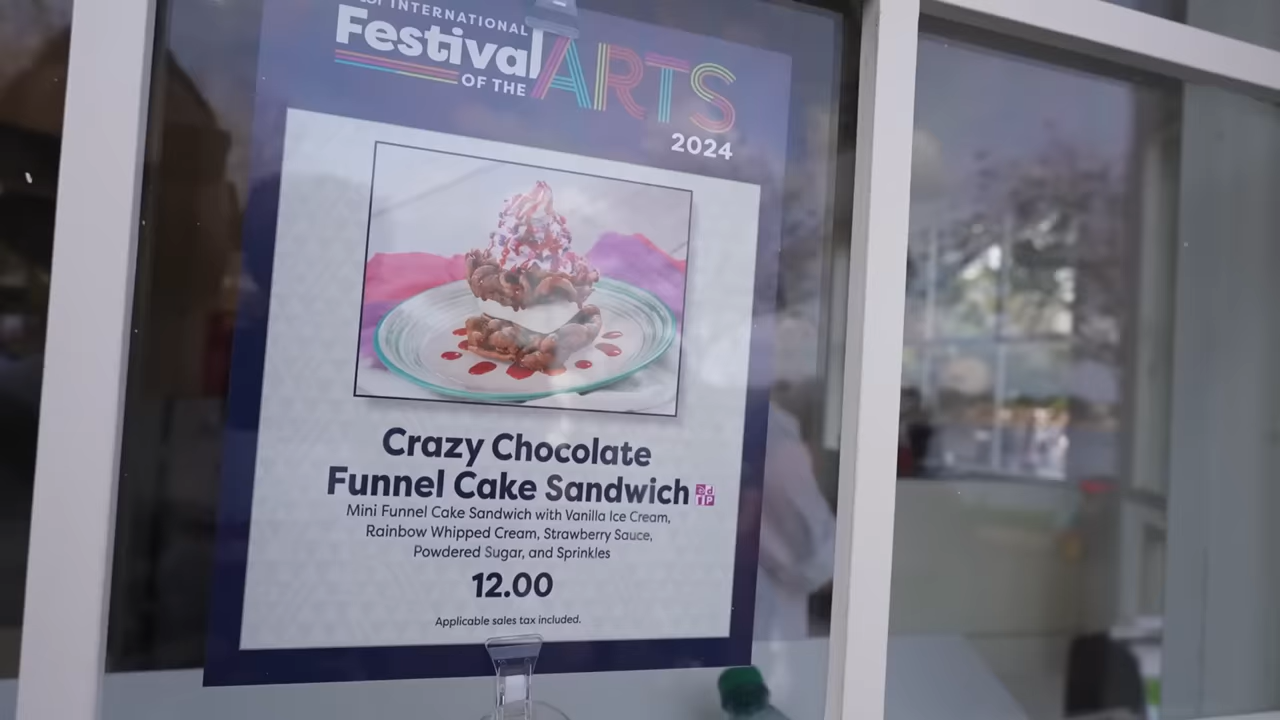 INTERNATIONAL
Festival
OF THE ARTS
2024
Crazy Chocolate
Funnel Cake Sandwich
Mini Funnel Cake Sandwich with Vanilla Ice Cream,
Rainbow Whipped Cream, Strawberry Sauce,
Powdered Sugar, and Sprinkles
12.00
Applicable sales tax included.